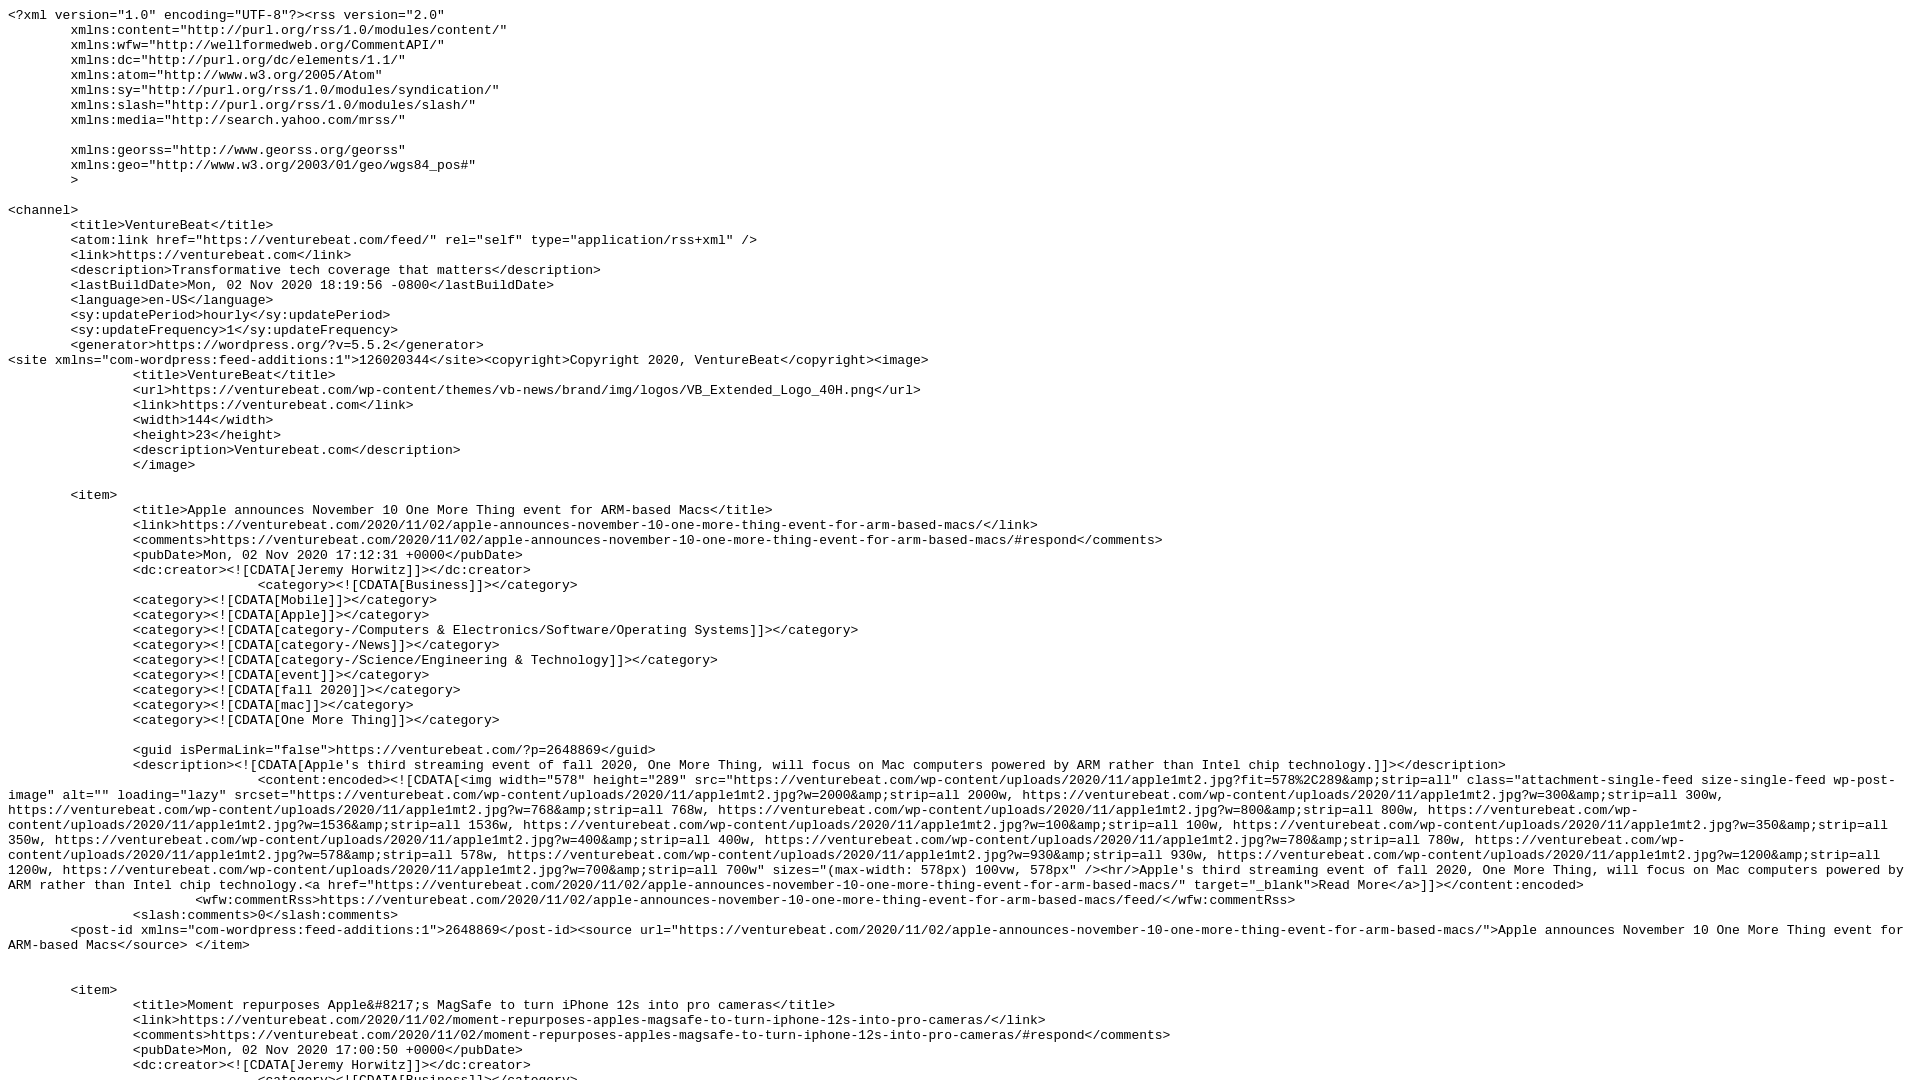 <?xml version="1.0" encoding="UTF-8"?><rss version="2.0"
xmlns:content="http://purl.org/rss/1.0/modules/content/"
xmlns:wfw="http://wellformedweb.org/CommentAPI/"
xmlns:dc="http://purl.org/dc/elements/1.1/"
xmlns:atom="http://www.w3.org/2005/Atom"
xmlns:sy="http://purl.org/rss/1.0/modules/syndication/"
xmlns:slash="http://purl.org/rss/1.0/modules/slash/"
xmlns:media="http://search.yahoo.com/mrss/"
xmlns:georss="http://www.georss.org/georss"
xmlns:geo="http://www.w3.org/2003/01/geo/wgs84_pos#"
>
<channel>
<title>VentureBeat</title>
<atom:link href="https://venturebeat.com/feed/" rel="self" type="application/rss+xml" />
<link>https://venturebeat.com</link>
<description>Transformative tech coverage that matters</description>
<lastBuildDate>Mon, 02 Nov 2020 18:19:56 -0800</lastBuildDate>
<language>en-US</language>
<sy:updatePeriod>hourly</sy:updatePeriod>
<sy:updateFrequency>1</sy:updateFrequency>
<generator>https://wordpress.org/?v=5.5.2</generator>
<site xmlns="com-wordpress:feed-additions:1">126020344</site><copyright>Copyright 2020, VentureBeat</copyright><image>
<title>VentureBeat</title>
<url>https://venturebeat.com/wp-content/themes/vb-news/brand/img/logos/VB_Extended_Logo_40H.png</url>
<link>https://venturebeat.com</link>
<width>144</width>
<height>23</height>
<description>Venturebeat.com</description>
</image>
<item>
<title>Apple announces November 10 One More Thing event for ARM-based Macs</title>
<link>https://venturebeat.com/2020/11/02/apple-announces-november-10-one-more-thing-event-for-arm-based-macs/</link>
<comments>https://venturebeat.com/2020/11/02/apple-announces-november-10-one-more-thing-event-for-arm-based-macs/#respond</comments>
<pubDate>Mon, 02 Nov 2020 17:12:31 +0000</pubDate>
<dc:creator><![CDATA[Jeremy Horwitz]]></dc:creator>
<category><![CDATA[Business]]></category>
<category><![CDATA[Mobile]]></category>
<category><![CDATA[Apple]]></category>
<category><![CDATA[category-/Computers & Electronics/Software/Operating Systems]]></category>
<category><![CDATA[category-/News]]></category>
<category><![CDATA[category-/Science/Engineering & Technology]]></category>
<category><![CDATA[event]]></category>
<category><![CDATA[fall 2020]]></category>
<category><![CDATA[mac]]></category>
<category><![CDATA[One More Thing]]></category>
<guid isPermaLink="false">https://venturebeat.com/?p=2648869</guid>
<description><![CDATA[Apple's third streaming event of fall 2020, One More Thing, will focus on Mac computers powered by ARM rather than Intel chip technology.]]></description>
<content:encoded><![CDATA[<img width="578" height="289" src="https://venturebeat.com/wp-content/uploads/2020/11/apple1mt2.jpg?fit=578%2C289&amp;strip=all" class="attachment-single-feed size-single-feed wp-post-
image" alt="" loading="lazy" srcset="https://venturebeat.com/wp-content/uploads/2020/11/apple1mt2.jpg?w=2000&amp;strip=all 2000w, https://venturebeat.com/wp-content/uploads/2020/11/apple1mt2.jpg?w=300&amp;strip=all 300w,
https://venturebeat.com/wp-content/uploads/2020/11/apple1mt2.jpg?w=768&amp;strip=all 768w, https://venturebeat.com/wp-content/uploads/2020/11/apple1mt2.jpg?w=800&amp;strip=all 800w, https://venturebeat.com/wp-
content/uploads/2020/11/apple1mt2.jpg?w=1536&amp;strip=all 1536w, https://venturebeat.com/wp-content/uploads/2020/11/apple1mt2.jpg?w=100&amp;strip=all 100w, https://venturebeat.com/wp-content/uploads/2020/11/apple1mt2.jpg?w=350&amp;strip=all
350w, https://venturebeat.com/wp-content/uploads/2020/11/apple1mt2.jpg?w=400&amp;strip=all 400w, https://venturebeat.com/wp-content/uploads/2020/11/apple1mt2.jpg?w=780&amp;strip=all 780w, https://venturebeat.com/wp-
content/uploads/2020/11/apple1mt2.jpg?w=578&amp;strip=all 578w, https://venturebeat.com/wp-content/uploads/2020/11/apple1mt2.jpg?w=930&amp;strip=all 930w, https://venturebeat.com/wp-content/uploads/2020/11/apple1mt2.jpg?w=1200&amp;strip=all
1200w, https://venturebeat.com/wp-content/uploads/2020/11/apple1mt2.jpg?w=700&amp;strip=all 700w" sizes="(max-width: 578px) 100vw, 578px" /><hr/>Apple's third streaming event of fall 2020, One More Thing, will focus on Mac computers powered by
ARM rather than Intel chip technology.<a href="https://venturebeat.com/2020/11/02/apple-announces-november-10-one-more-thing-event-for-arm-based-macs/" target="_blank">Read More</a>]]></content:encoded>
<wfw:commentRss>https://venturebeat.com/2020/11/02/apple-announces-november-10-one-more-thing-event-for-arm-based-macs/feed/</wfw:commentRss>
<slash:comments>0</slash:comments>
<post-id xmlns="com-wordpress:feed-additions:1">2648869</post-id><source url="https://venturebeat.com/2020/11/02/apple-announces-november-10-one-more-thing-event-for-arm-based-macs/">Apple announces November 10 One More Thing event for
ARM-based Macs</source> </item>
<item>
<title>Moment repurposes Apple&#8217;s MagSafe to turn iPhone 12s into pro cameras</title>
<link>https://venturebeat.com/2020/11/02/moment-repurposes-apples-magsafe-to-turn-iphone-12s-into-pro-cameras/</link>
<comments>https://venturebeat.com/2020/11/02/moment-repurposes-apples-magsafe-to-turn-iphone-12s-into-pro-cameras/#respond</comments>
<pubDate>Mon, 02 Nov 2020 17:00:50 +0000</pubDate>
<dc:creator><![CDATA[Jeremy Horwitz]]></dc:creator>
<category><![CDATA[Business]]></category>